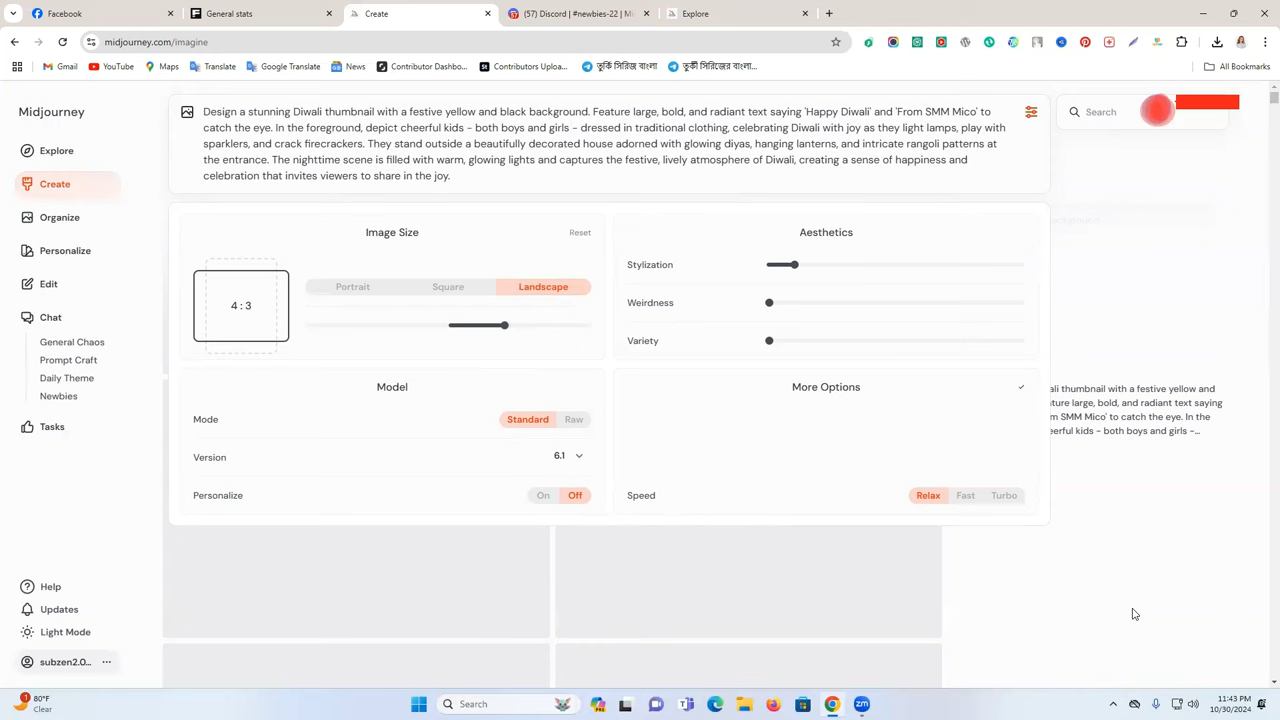 Facebook
General stats
Create
(57) Discord | #newbies-22 | Mi
Explore
midjourney.com/imagine
Gmail
YouTube
Maps
Translate
Google Translate
News
Contributor Dashbo...
Contributors Uploa...
তুর্কি সিরিজ বাংলা
তুর্কী সিরিজের বাংলা...
All Bookmarks
Midjourney
Explore
Create
Organize
Personalize
Edit
Chat
General Chaos
Prompt Craft
Daily Theme
Newbies
Tasks
Help
Updates
Light Mode
subzen2.0...
Design a stunning Diwali thumbnail with a festive yellow and black background. Feature large, bold, and radiant text saying 'Happy Diwali' and 'From SMM Mico' to
catch the eye. In the foreground, depict cheerful kids - both boys and girls - dressed in traditional clothing, celebrating Diwali with joy as they light lamps, play with
sparklers, and crack firecrackers. They stand outside a beautifully decorated house adorned with glowing diyas, hanging lanterns, and intricate rangoli patterns at
the entrance. The nighttime scene is filled with warm, glowing lights and captures the festive, lively atmosphere of Diwali, creating a sense of happiness and
celebration that invites viewers to share in the joy.
Search
Image Size
Reset
4 : 3
Portrait
Square
Landscape
Aesthetics
Stylization
Weirdness
Variety
Model
Mode
Standard
Raw
Version
6.1
Personalize
On
Off
More Options
Speed
Relax
Fast
Turbo
ali thumbnail with a festive yellow and
ture large, bold, and radiant text saying
m SMM Mico' to catch the eye. In the
eerful kids - both boys and girls -...
1
80°F
Clear
Search
11:43 PM
10/30/2024